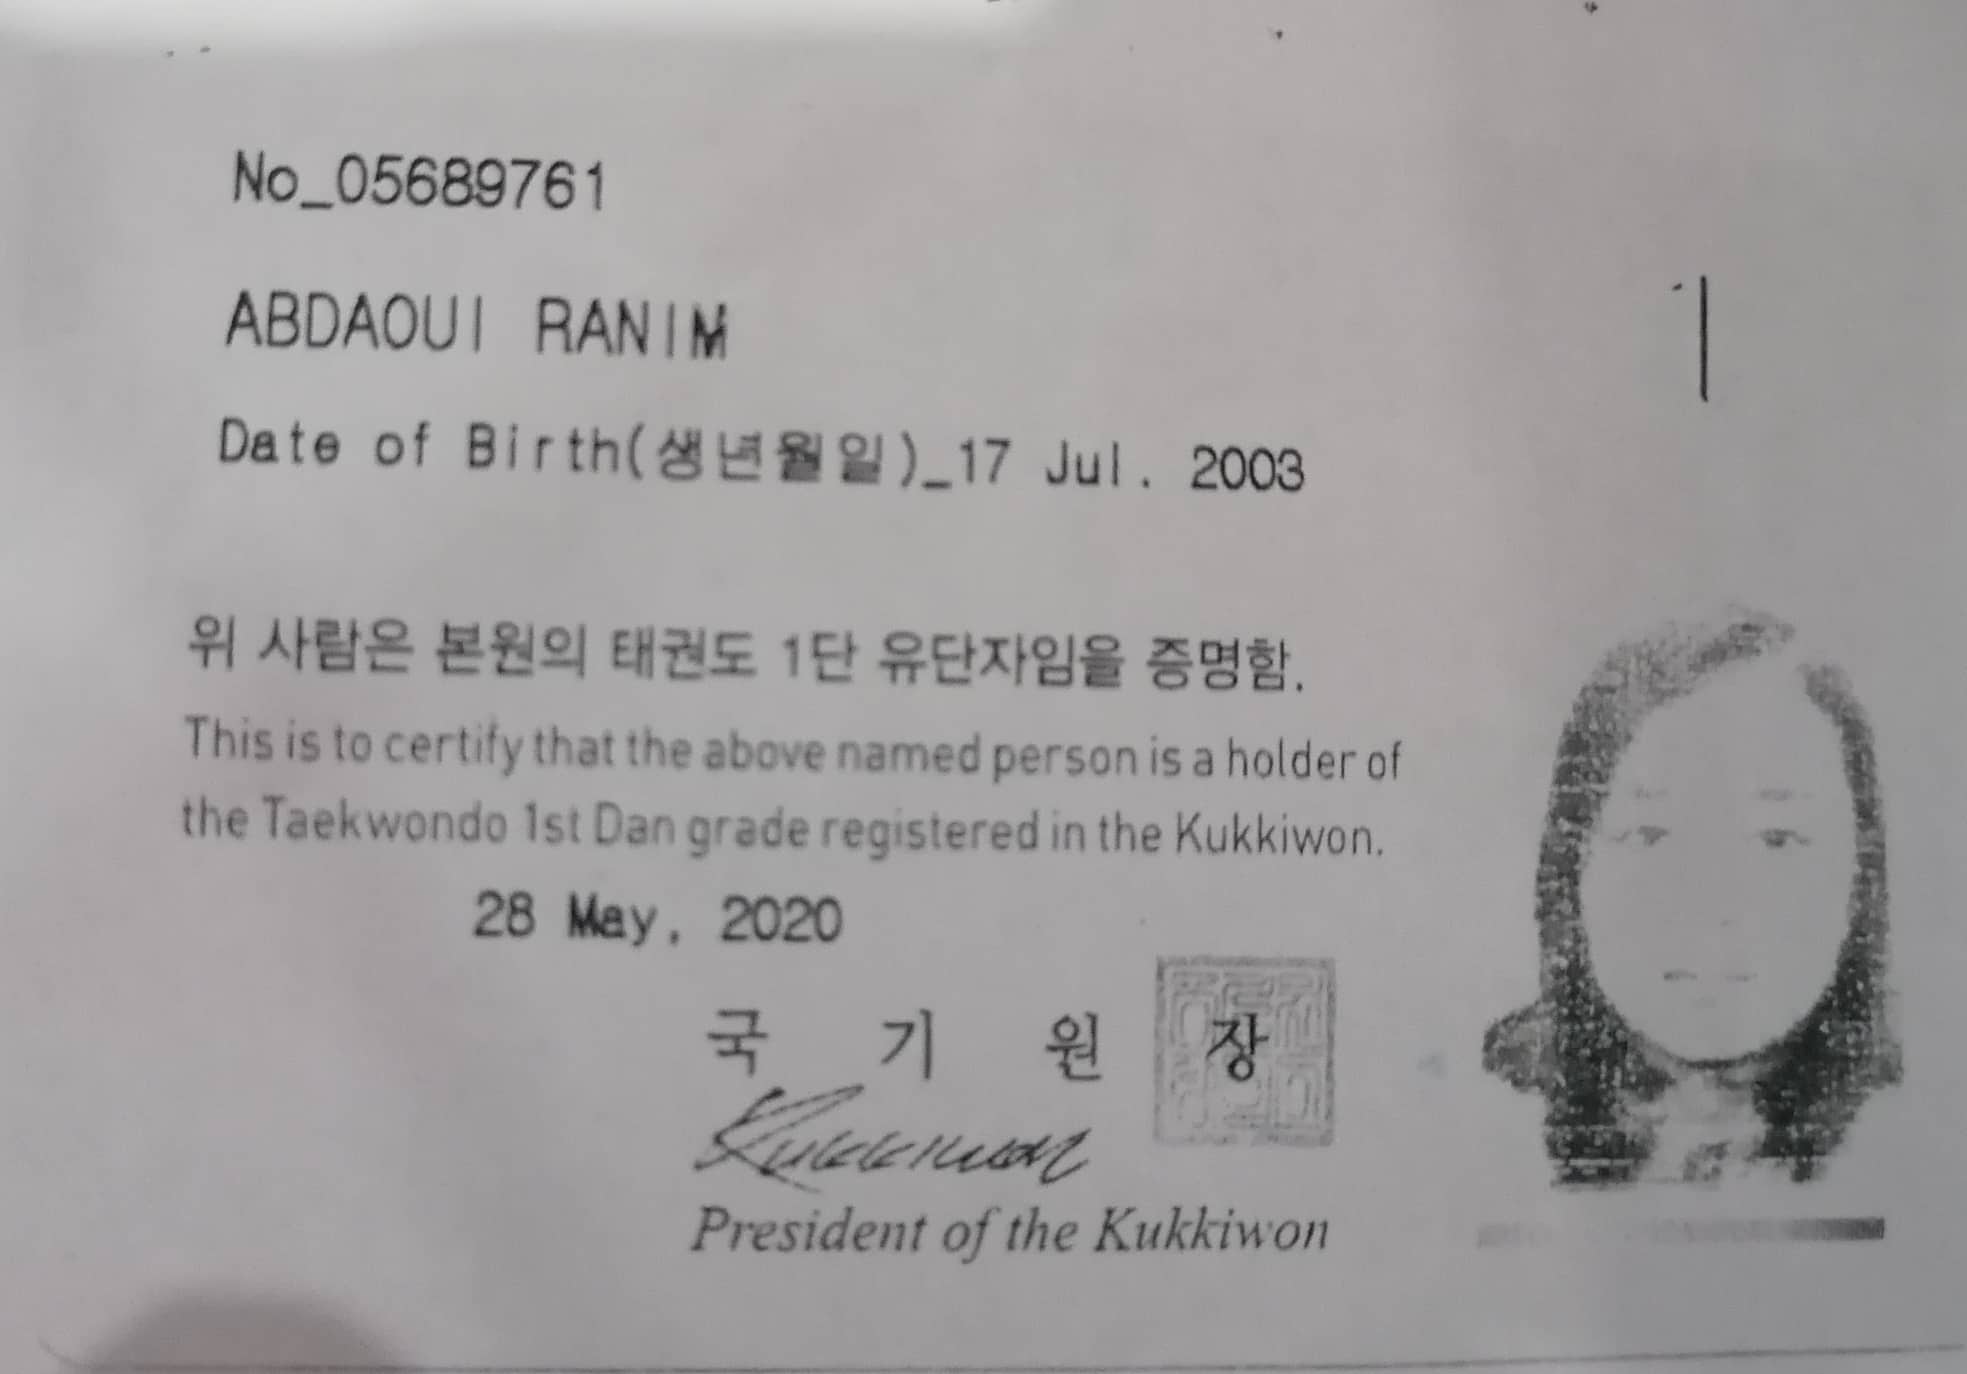 No_05689761
ABDAOUI RANIM
1
Date of Birth(생년월일)_17 Jul. 2003
위 사람은 본원의 태권도 1단 유단자임을 증명함.
This is to certify that the above named person is a holder of
the Taekwondo 1st Dan grade registered in the Kukkiwon.
28 May, 2020
국 기 원 장
Kukkiwon
President of the Kukkiwon